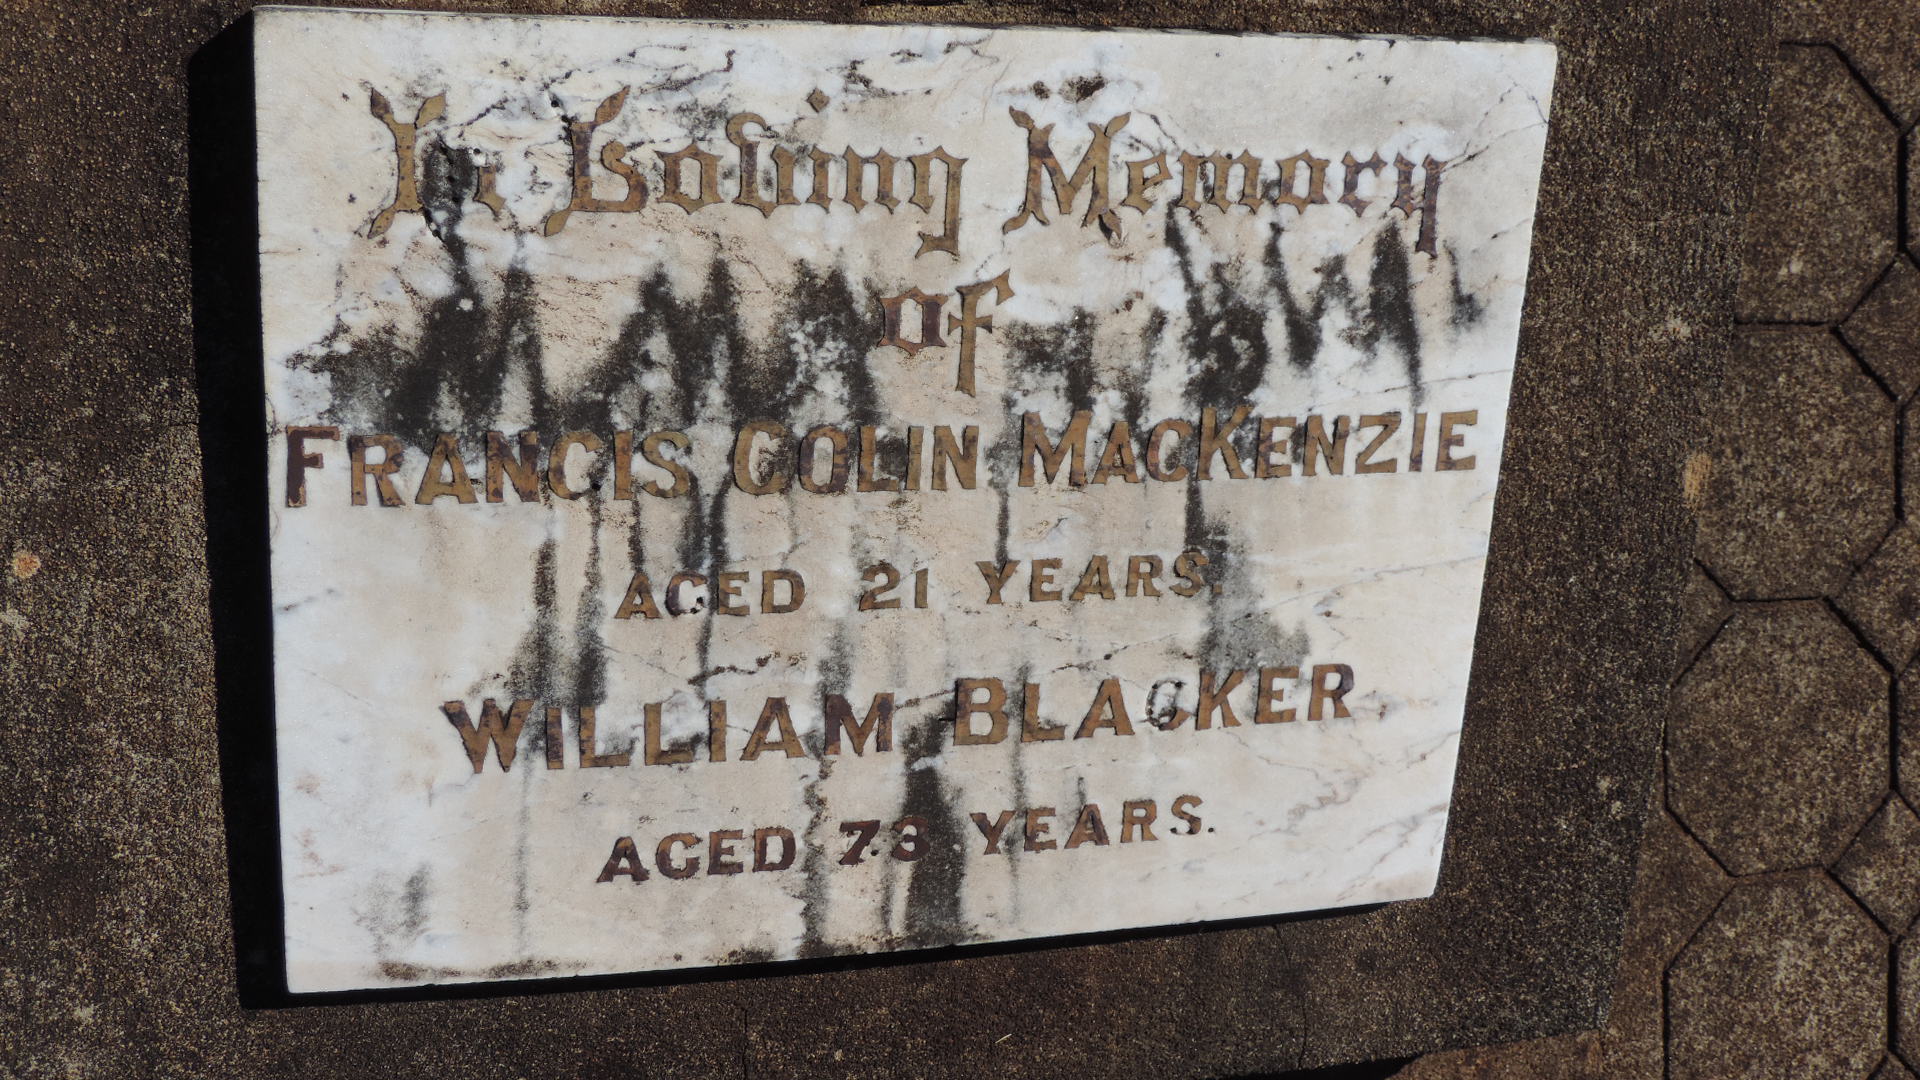 In Loving Memory
of
FRANCIS COLIN MACKENZIE
AGED 21 YEARS.
WILLIAM BLACKER
AGED 73 YEARS.